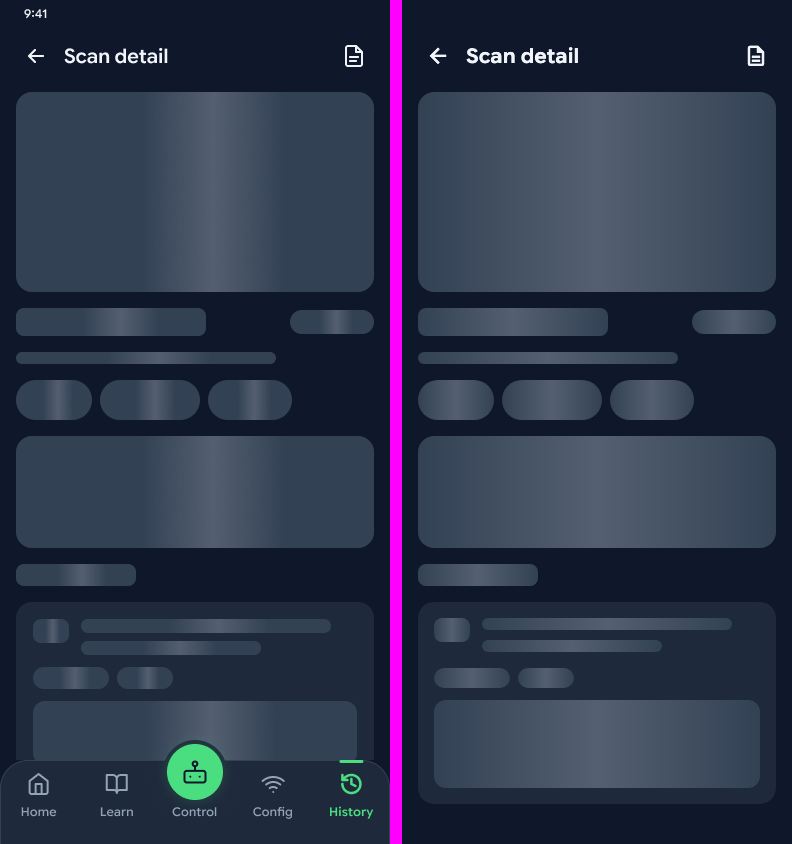 9:41
Scan detail
Scan detail
Home
Learn
Control
Config
History